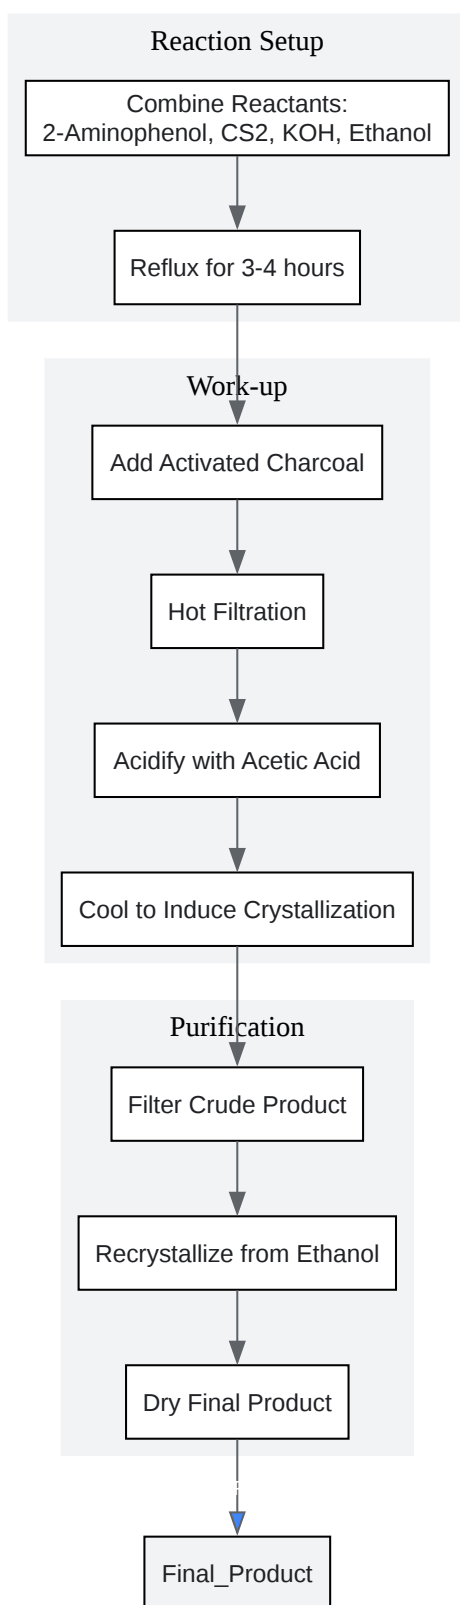 Reaction Setup
Combine Reactants:
2-Aminophenol, CS2, KOH, Ethanol
Reflux for 3-4 hours
Work-up
Add Activated Charcoal
Hot Filtration
Acidify with Acetic Acid
Cool to Induce Crystallization
Purification
Filter Crude Product
Recrystallize from Ethanol
Dry Final Product
Final_Product